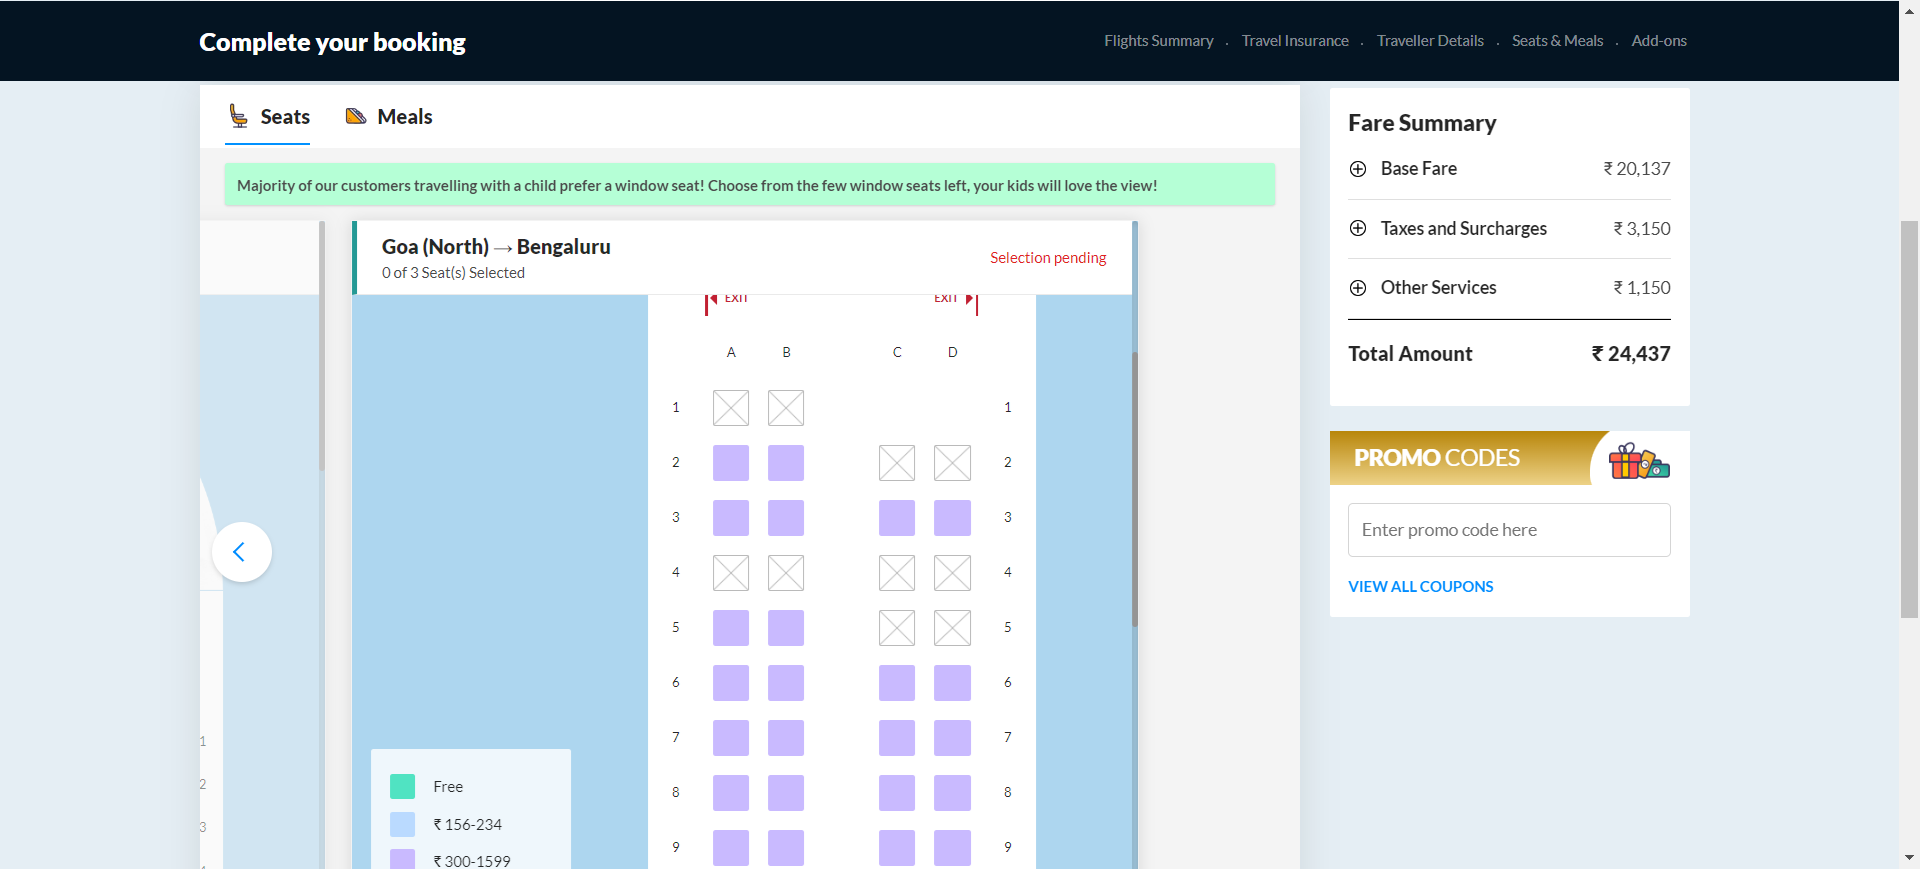 Complete your booking
Flights Summary . Travel Insurance . Traveller Details . Seats & Meals . Add-ons
Seats
Meals
Majority of our customers travelling with a child prefer a window seat! Choose from the few window seats left, your kids will love the view!
Goa (North) → Bengaluru
0 of 3 Seat(s) Selected
Selection pending
EXIT EXIT
A B C D
1 1
2 2
3 3
4 4
5 5
6 6
7 7
8 8
9 9
1
2
3
Free
₹ 156-234
₹ 300-1599
Fare Summary
Base Fare ₹ 20,137
Taxes and Surcharges ₹ 3,150
Other Services ₹ 1,150
Total Amount ₹ 24,437
PROMO CODES
Enter promo code here
VIEW ALL COUPONS